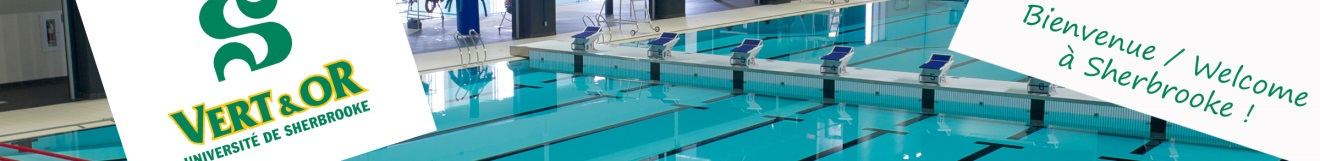 S
VERT & OR
UNIVERSITÉ DE SHERBROOKE
Bienvenue / Welcome
à Sherbrooke !